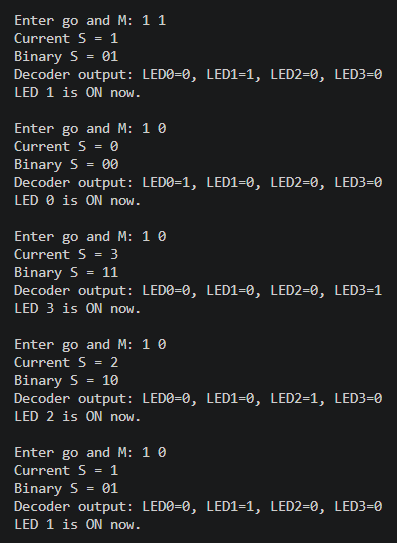 Enter go and M: 1 1
Current S = 1
Binary S = 01
Decoder output: LED0=0, LED1=1, LED2=0, LED3=0
LED 1 is ON now.
Enter go and M: 1 0
Current S = 0
Binary S = 00
Decoder output: LED0=1, LED1=0, LED2=0, LED3=0
LED 0 is ON now.
Enter go and M: 1 0
Current S = 3
Binary S = 11
Decoder output: LED0=0, LED1=0, LED2=0, LED3=1
LED 3 is ON now.
Enter go and M: 1 0
Current S = 2
Binary S = 10
Decoder output: LED0=0, LED1=0, LED2=1, LED3=0
LED 2 is ON now.
Enter go and M: 1 0
Current S = 1
Binary S = 01
Decoder output: LED0=0, LED1=1, LED2=0, LED3=0
LED 1 is ON now.